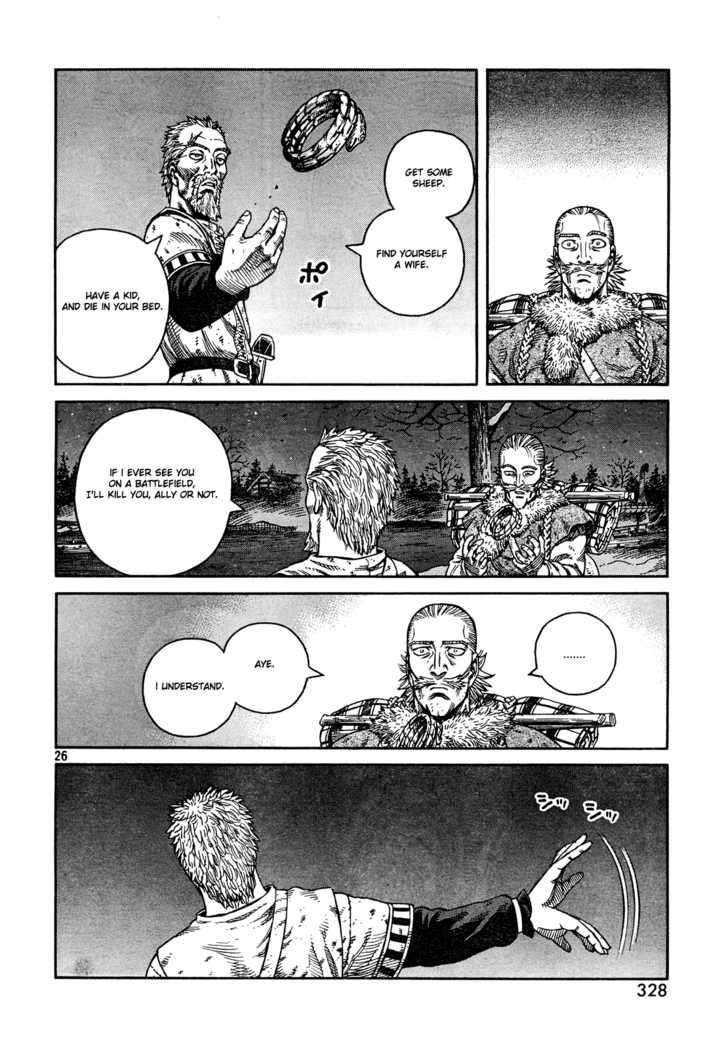 GET SOME
SHEEP.
FIND YOURSELF
A WIFE.
ポ
イ
HAVE A KID,
AND DIE IN YOUR BED.
IF I EVER SEE YOU
ON A BATTLEFIELD,
I'LL KILL YOU, ALLY OR NOT.
........
AYE.
I UNDERSTAND.
26
シッ
シッ
328